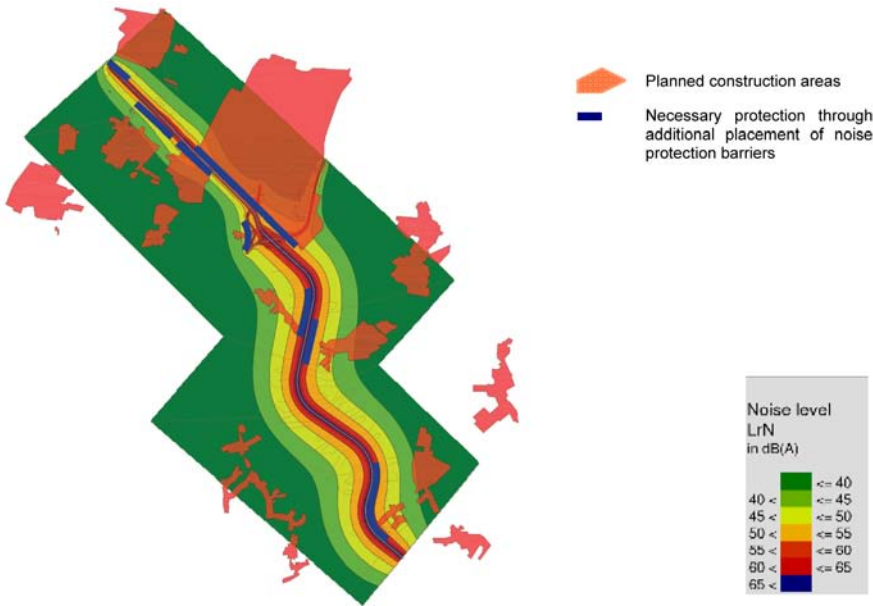 Planned construction areas
Necessary protection through
additional placement of noise
protection barriers
Noise level
LrN
in dB(A)
<= 40
40 < <= 45
45 < <= 50
50 < <= 55
55 < <= 60
60 < <= 65
65 <